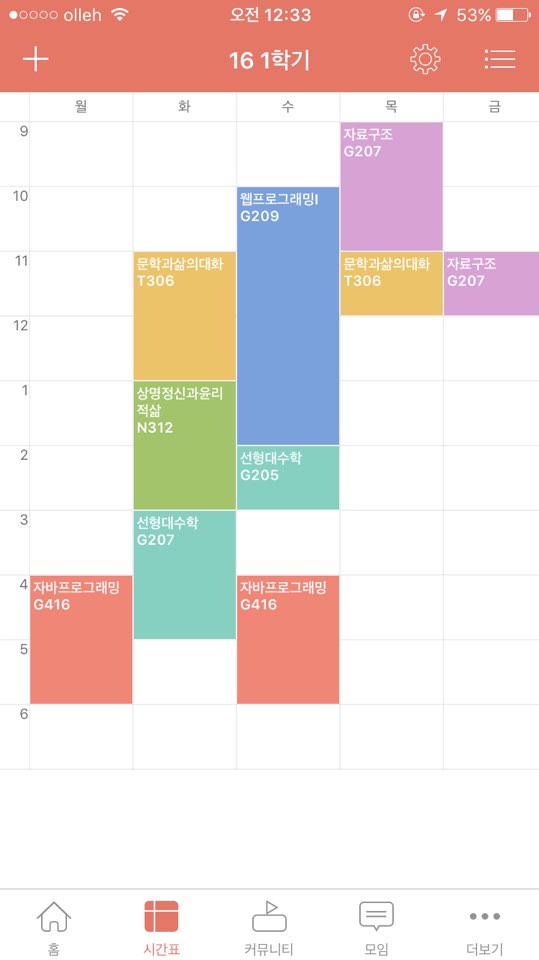 olleh 오전 12:33 53%
16 1학기
월 화 수 목 금
9
자료구조
G207
10
웹프로그래밍I
G209
11
문학과삶의대화
T306
문학과삶의대화
T306
자료구조
G207
12
1
상명정신과윤리
적삶
N312
2
선형대수학
G205
3
선형대수학
G207
4
자바프로그래밍
G416
자바프로그래밍
G416
5
6
홈 시간표 커뮤니티 모임 더보기